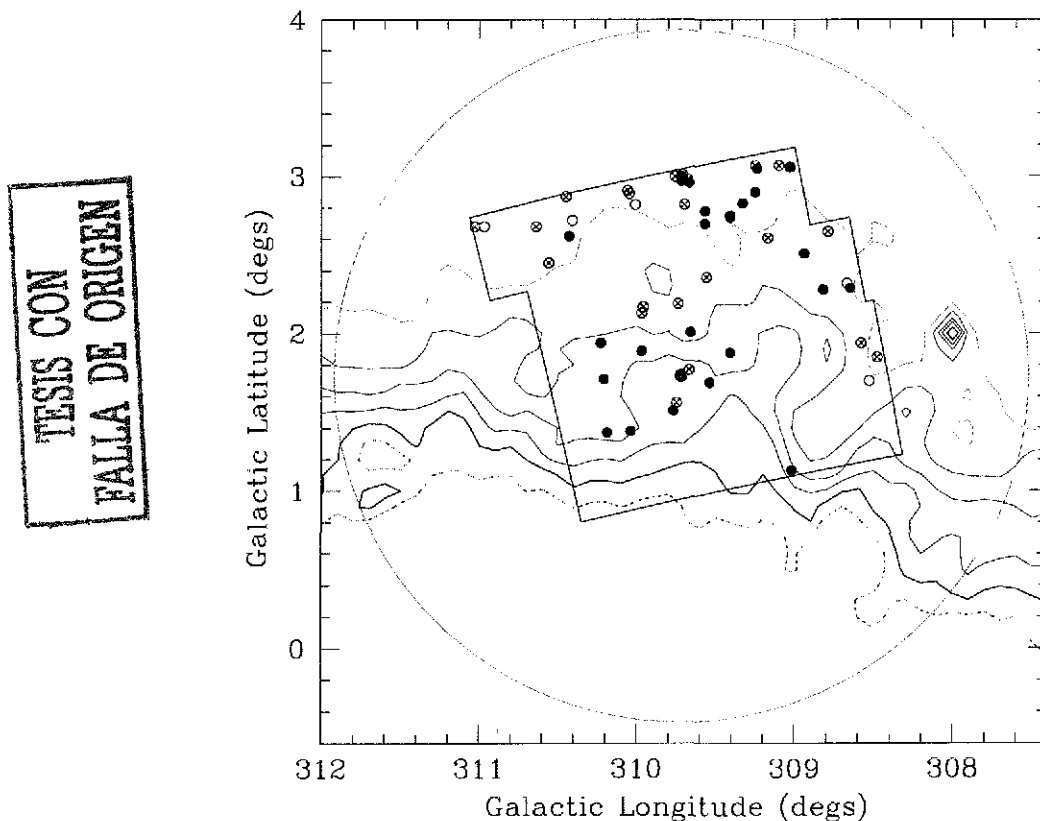 TESIS CON
FALLA DE ORIGEN
4
3
2
1
0
Galactic Latitude (degs)
312
311
310
309
308
Galactic Longitude (degs)